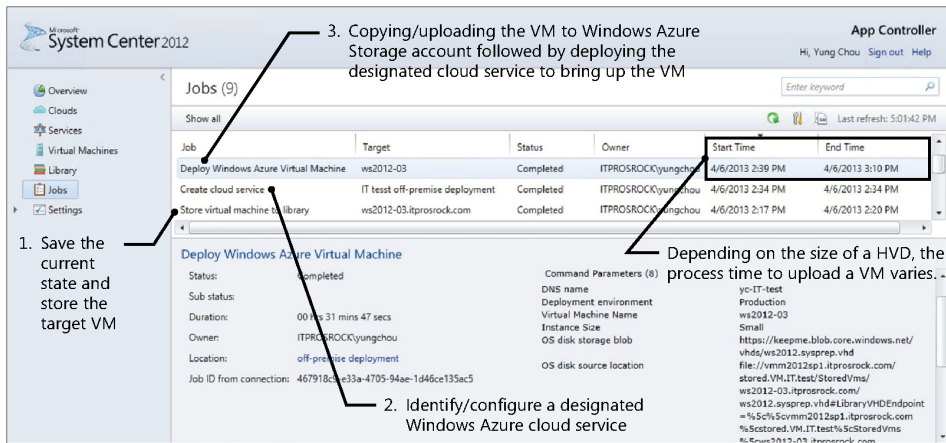 Microsoft
System Center 2012
App Controller
Hi, Yung Chou Sign out Help
3. Copying/uploading the VM to Windows Azure
Storage account followed by deploying the
designated cloud service to bring up the VM
Overview
Clouds
Services
Virtual Machines
Library
Jobs
Settings
Jobs (9)
Enter keyword
Show all
Last refresh: 5:01:42 PM
Job Target Status Owner Start Time End Time
Deploy Windows Azure Virtual Machine ws2012-03 Completed ITPROSROCK\yungchou 4/6/2013 2:39 PM 4/6/2013 3:10 PM
Create cloud service IT testt off-premise deployment Completed ITPROSROCK\yungchou 4/6/2013 2:34 PM 4/6/2013 2:34 PM
Store virtual machine to library ws2012-03.itprosrock.com Completed ITPROSROCK\yungchou 4/6/2013 2:17 PM 4/6/2013 2:20 PM
1. Save the
current
state and
store the
target VM
Depending on the size of a HVD, the
process time to upload a VM varies.
Deploy Windows Azure Virtual Machine
Status: Completed
Sub status:
Duration: 00 hrs 31 mins 47 secs
Owner: ITPROSROCK\yungchou
Location: off-premise deployment
Job ID from connection: 467918c9-e33a-4705-94ae-1d46ce135ac5
2. Identify/configure a designated
Windows Azure cloud service
Command Parameters (8)
DNS name yc-IT-test
Deployment environment Production
Virtual Machine Name ws2012-03
Instance Size Small
OS disk storage blob https://keepme.blob.core.windows.net/
vhds/ws2012.sysprep.vhd
OS disk source location file://vmm2012sp1.itprosrock.com/
stored.VM.IT.test/StoredVms/
ws2012-03.itprosrock.com/
ws2012.sysprep.vhd#LibraryVHDEndpoint
=%5c%5cvmm2012sp1.itprosrock.com
%5cstored.VM.IT.test%5cStoredVms
%5cws2012-03.itprosrock.com